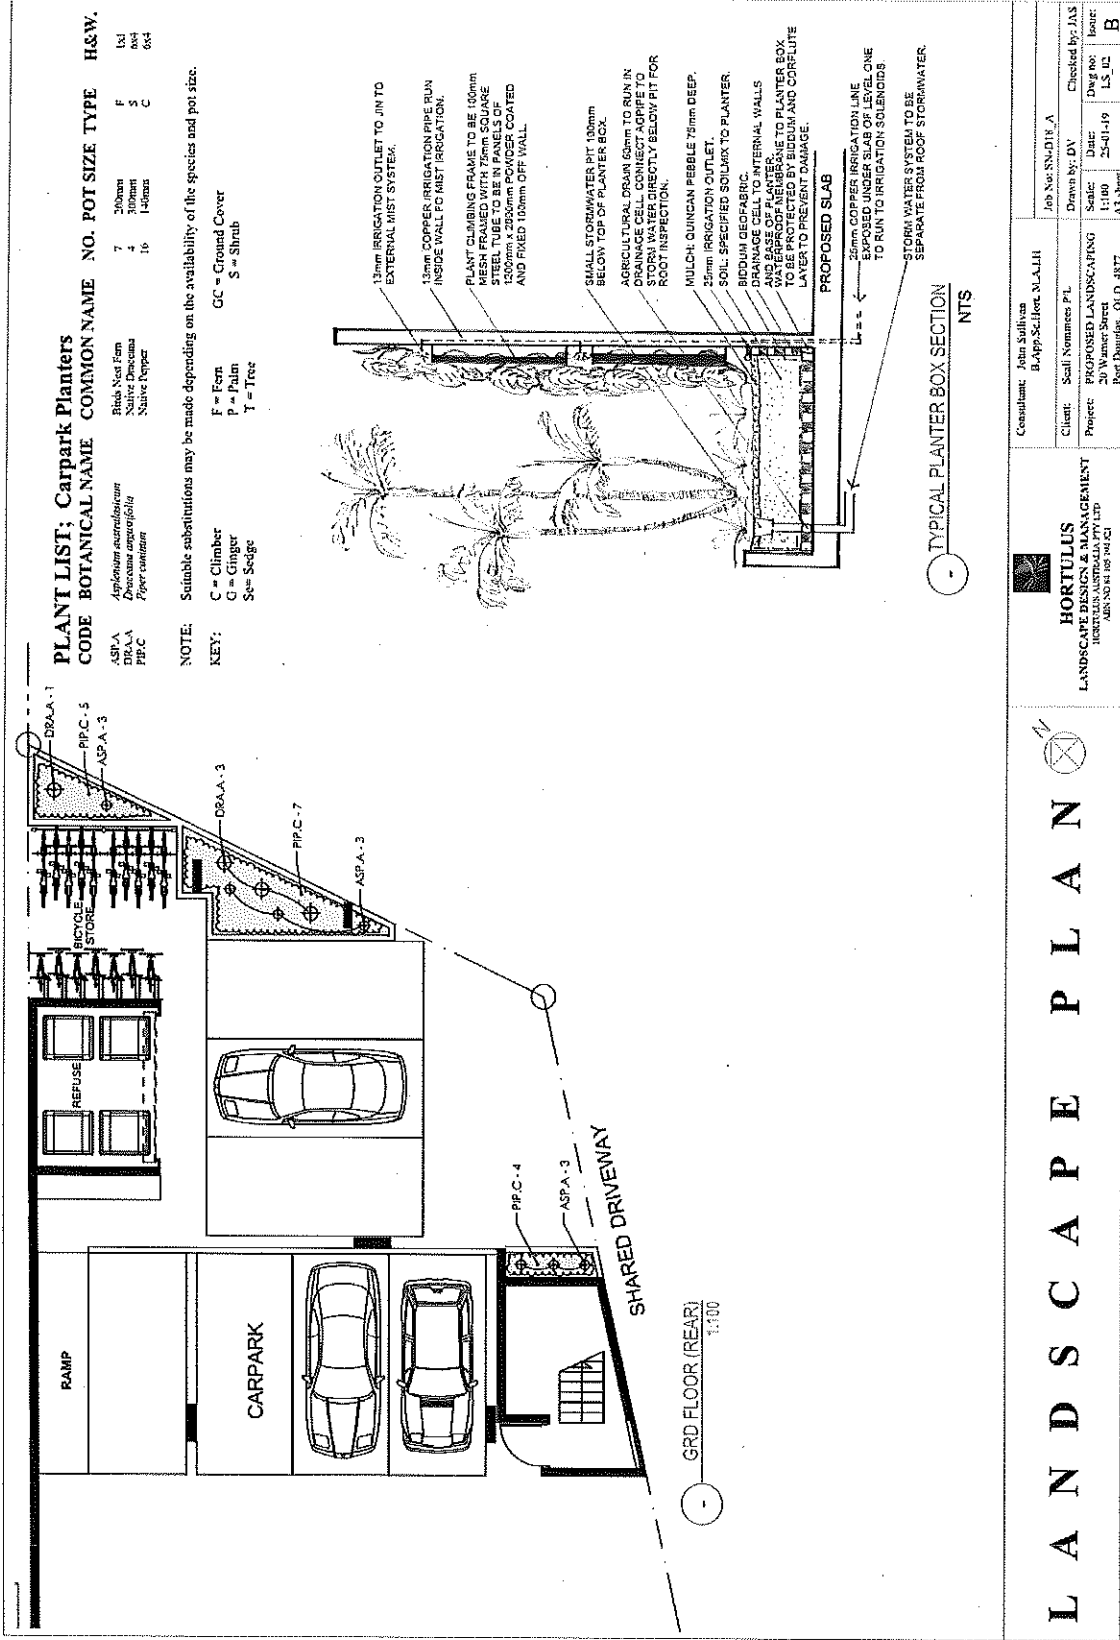 PLANT LIST; Carpark Planters
CODE BOTANICAL NAME COMMON NAME NO. POT SIZE TYPE H&W.
ASP.A Asplenium australasicum Birds Nest Fern 7 200mm F 1x1
DRA.A Dracaena angustifolia Native Dracaena 4 300mm S 6x4
PIP.C Piper caninum Native Pepper 16 140mm C 6x4
NOTE: Suitable substitutions may be made depending on the availability of the species and pot size.
KEY: C = Climber F = Fern GC = Ground Cover
G = Ginger P = Palm S = Shrub
Se= Sedge T = Tree
DRA.A - 1
PIP.C - 5
ASP.A - 3
DRA.A - 3
PIP.C - 7
ASP.A - 3
BICYCLE
STORE
REFUSE
RAMP
CARPARK
PIP.C - 4
ASP.A - 3
SHARED DRIVEWAY
GRD FLOOR (REAR)
1:100
13mm IRRIGATION OUTLET TO JIN TO
EXTERNAL MIST SYSTEM.
13mm COPPER IRRIGATION PIPE RUN
INSIDE WALL FO MIST IRRIGATION.
PLANT CLIMBING FRAME TO BE 100mm
MESH FRAMED WITH 75mm SQUARE
STEEL TUBE TO BE IN PANELS OF
AND FIXED 100mm OFF WALL.
SMALL STORMWATER PIT 100mm
BELOW TOP OF PLANTER BOX.
AGRICULTURAL DRAIN 60mm TO RUN IN
DRAINAGE CELL. CONNECT AGPIPE TO
STORM WATER DIRECTLY BELOW PIT FOR
ROOT INSPECTION.
MULCH: QUINCAN PEBBLE 75mm DEEP.
25mm IRRIGATION OUTLET.
SOIL: SPECIFIED SOILMIX TO PLANTER.
BIDDUM GEOFABRIC.
DRAINAGE CELL TO INTERNAL WALLS
AND BASE OF PLANTER.
WATERPROOF MEMBRANE TO PLANTER BOX
TO BE PROTECTED BY BIDDUM AND CORFLUTE
LAYER TO PREVENT DAMAGE.
PROPOSED SLAB
25mm COPPER IRRIGATION LINE
EXPOSED UNDER SLAB OF LEVEL ONE
TO RUN TO IRRIGATION SOLENOIDS.
STORM WATER SYSTEM TO BE
SEPARATE FROM ROOF STORMWATER.
TYPICAL PLANTER BOX SECTION
NTS
LANDSCAPE PLAN
N
HORTULUS
LANDSCAPE DESIGN & MANAGEMENT
HORTULUS AUSTRALIA PTY LTD
Consultant: John Sullivan
B.App.Sc.Hort. M.A.I.H
Client: Seal Nominees P/L
Project: PROPOSED LANDSCAPING
20 Warner Street
Port Douglas, QLD 4877
Job No: SN-D18_A
Drawn by: DV Checked by: JAS
Scale: 1:100
Date: 25-01-19
Dwg no: LS_02
Issue: B